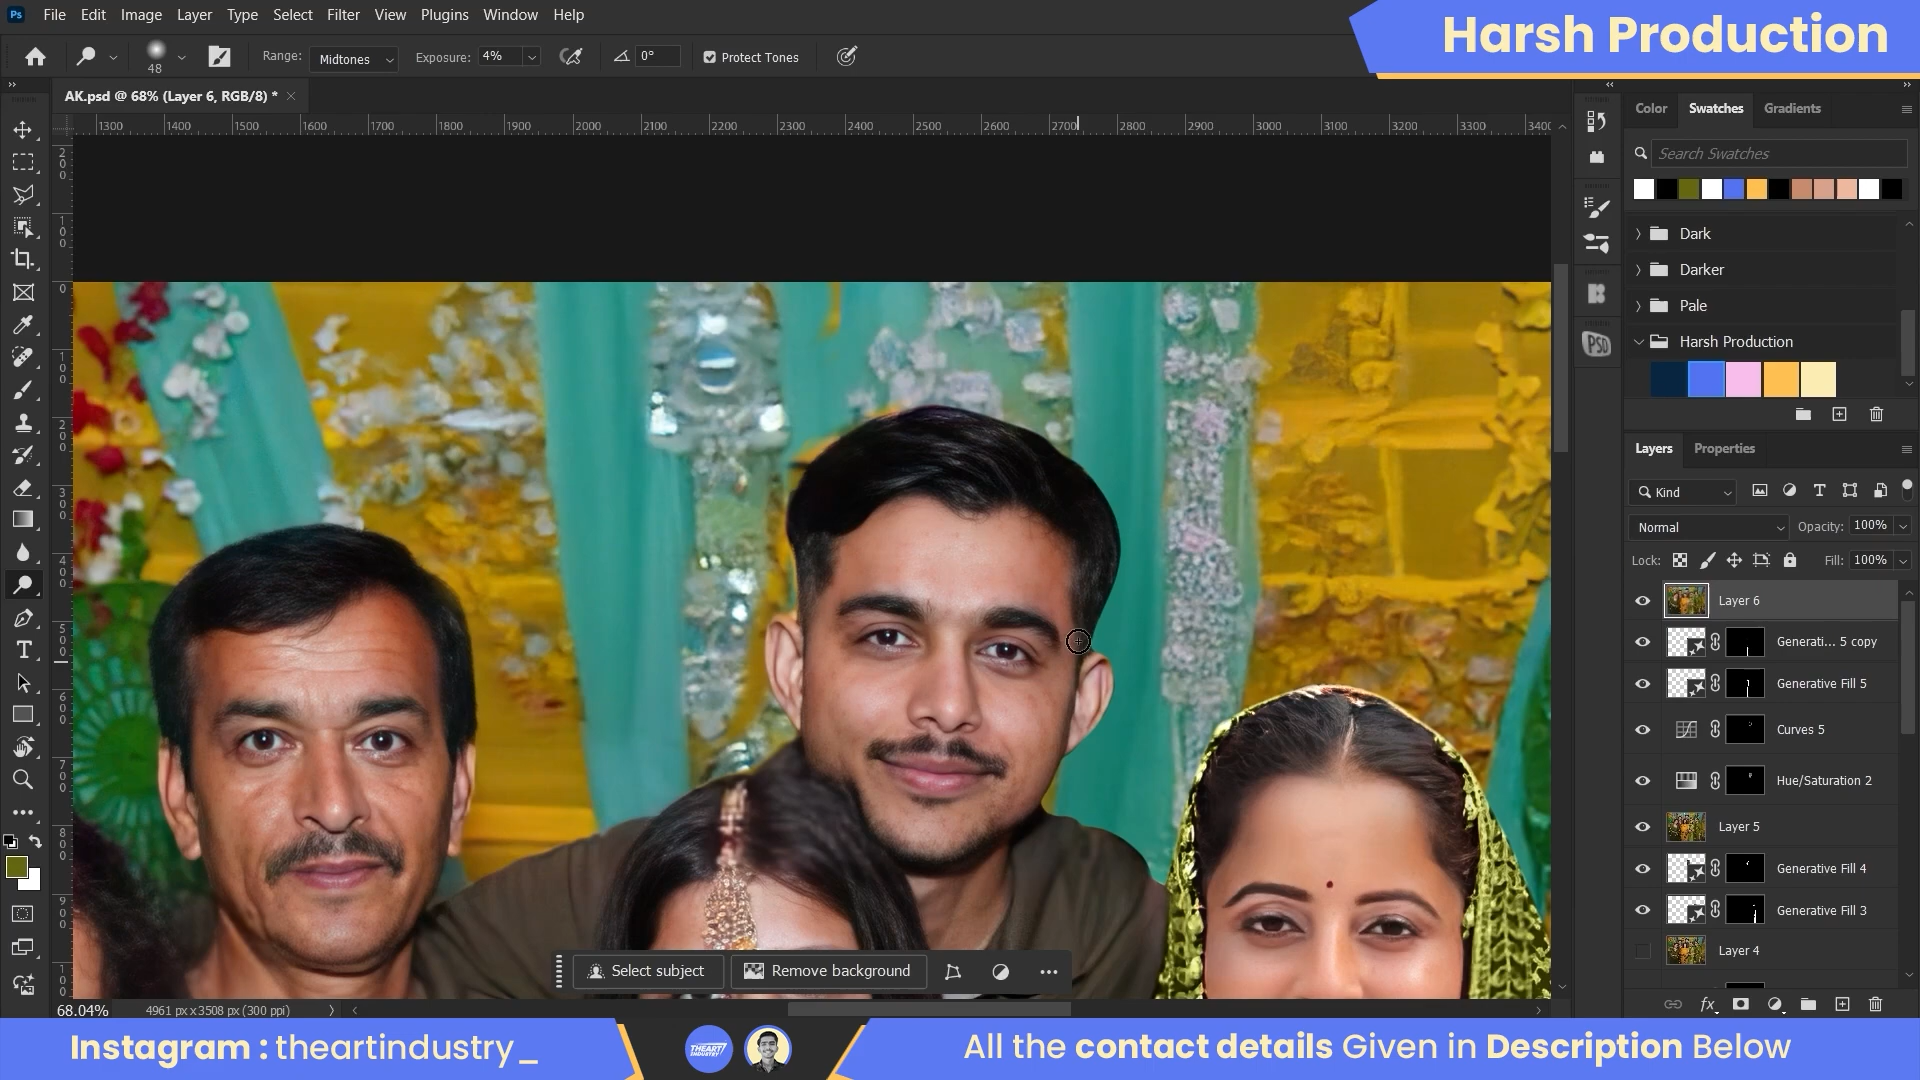 File Edit Image Layer Type Select Filter View Plugins Window Help
Harsh Production
48
Range: Midtones Exposure: 4% 0° Protect Tones
AK.psd @ 68% (Layer 6, RGB/8) *
1300 1400 1500 1600 1700 1800 1900 2000 2100 2200 2300 2400 2500 2600 2700 2800 2900 3000 3100 3200 3300 3400
Color Swatches Gradients
Search Swatches
Dark
Darker
Pale
Harsh Production
Layers Properties
Kind
Normal Opacity: 100%
Lock: Fill: 100%
Layer 6
Generati... 5 copy
Generative Fill 5
Curves 5
Hue/Saturation 2
Layer 5
Generative Fill 4
Generative Fill 3
Layer 4
Select subject Remove background
68.04% 4961 px x 3508 px (300 ppi)
Instagram : theartindustry_
THEART INDUSTRY
All the contact details Given in Description Below